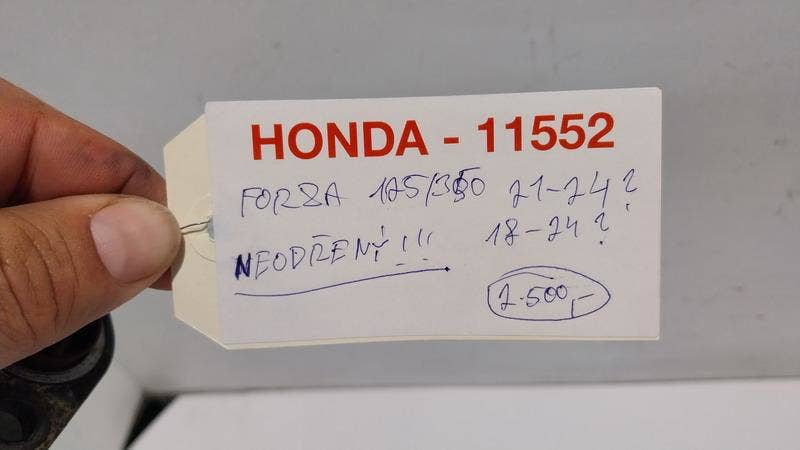 HONDA - 11552
FORZA 125/350 21-24?
NEODŘENÝ!!! 18-24?
2.500,-